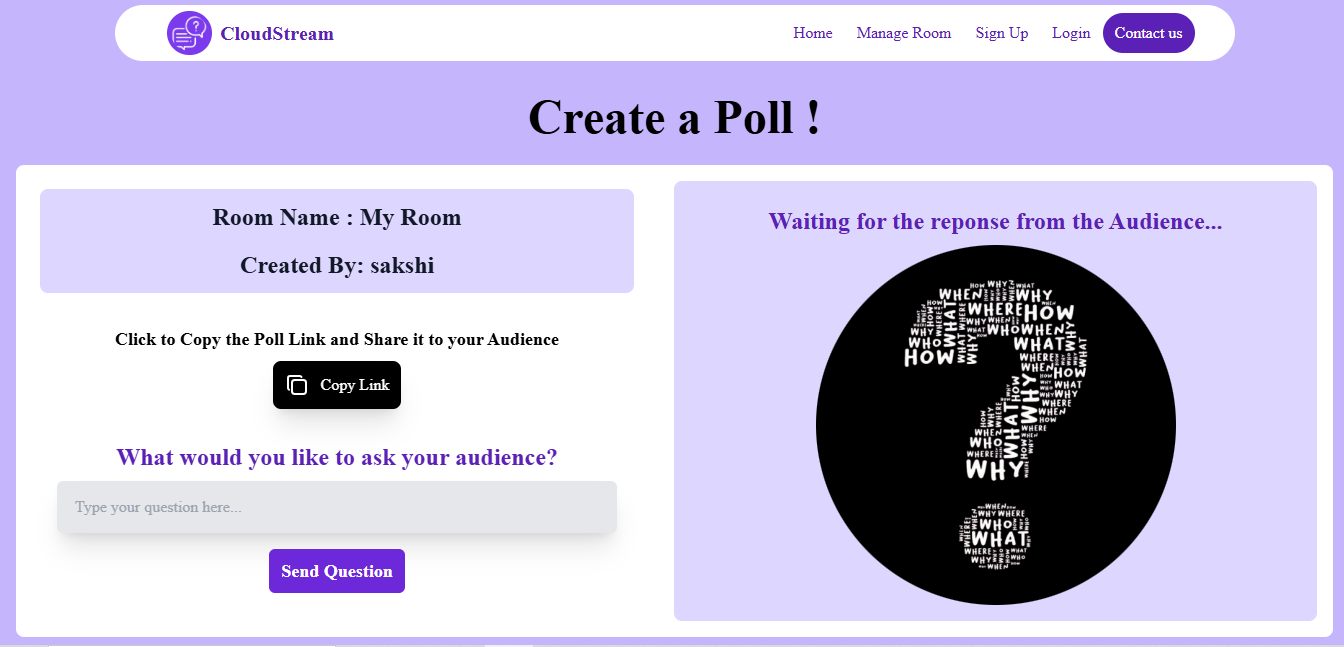 CloudStream
Home Manage Room Sign Up Login Contact us
Create a Poll !
Room Name : My Room
Created By: sakshi
Click to Copy the Poll Link and Share it to your Audience
Copy Link
What would you like to ask your audience?
Type your question here...
Send Question
Waiting for the reponse from the Audience...
HOW WHY WHAT
WHEN WHY
WHERE HOW
WHY WHEN
WHAT WHO WHEN
WHO WHAT
HOW WHAT WHY
WHERE
WHEN HOW
WHAT
WHY
WHERE
WHEN
HOW
WHERE
WHAT WHY
WHEN
WHO
WHERE
WHY
WHY WHERE
WHO
WHAT
WHERE WHAT
WHY WHO
WHEN